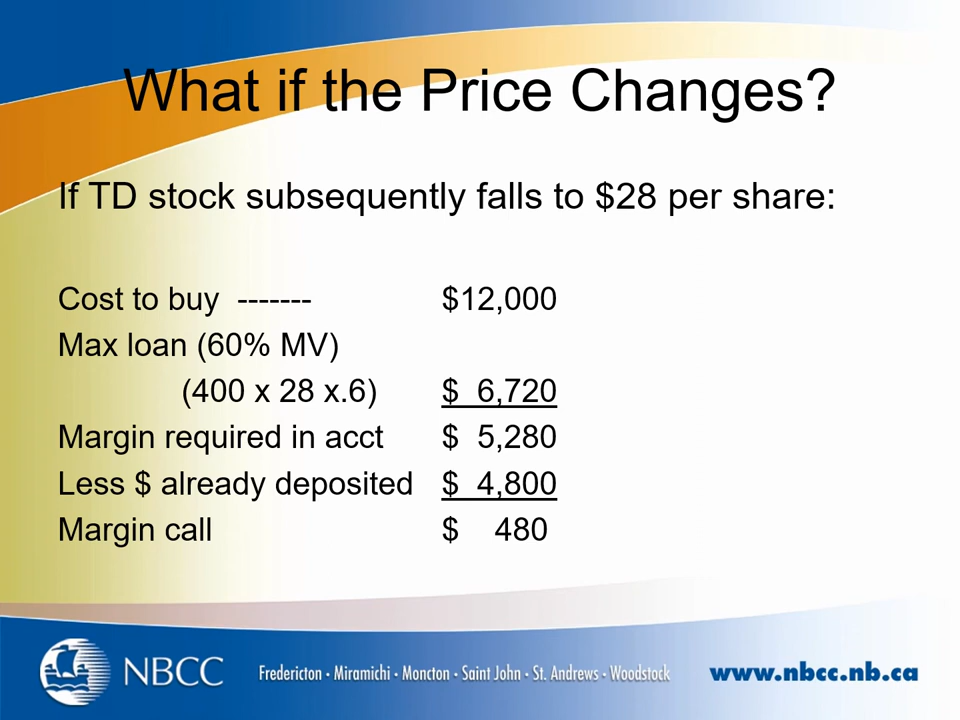 What if the Price Changes?
If TD stock subsequently falls to $28 per share:
Cost to buy ------- $12,000
Max loan (60% MV)
(400 x 28 x.6) $ 6,720
Margin required in acct $ 5,280
Less $ already deposited $ 4,800
Margin call $ 480
NBCC Fredericton · Miramichi · Moncton · Saint John · St. Andrews · Woodstock www.nbcc.nb.ca